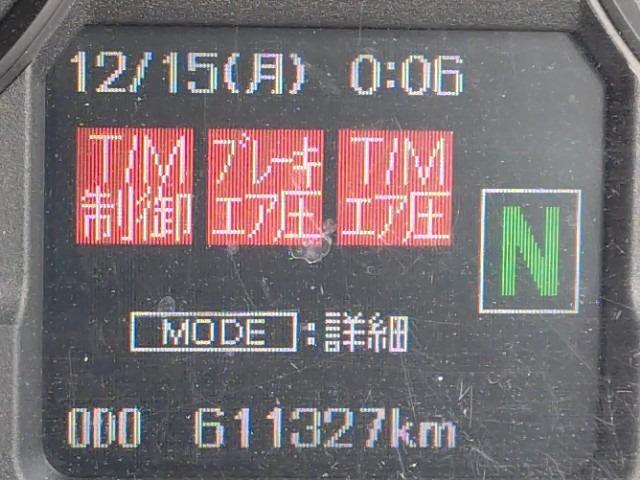 12/15(月) 0:06
T/M ブレーキ T/M
制御 エア圧 エア圧
N
MODE :詳細
ODO 611327km